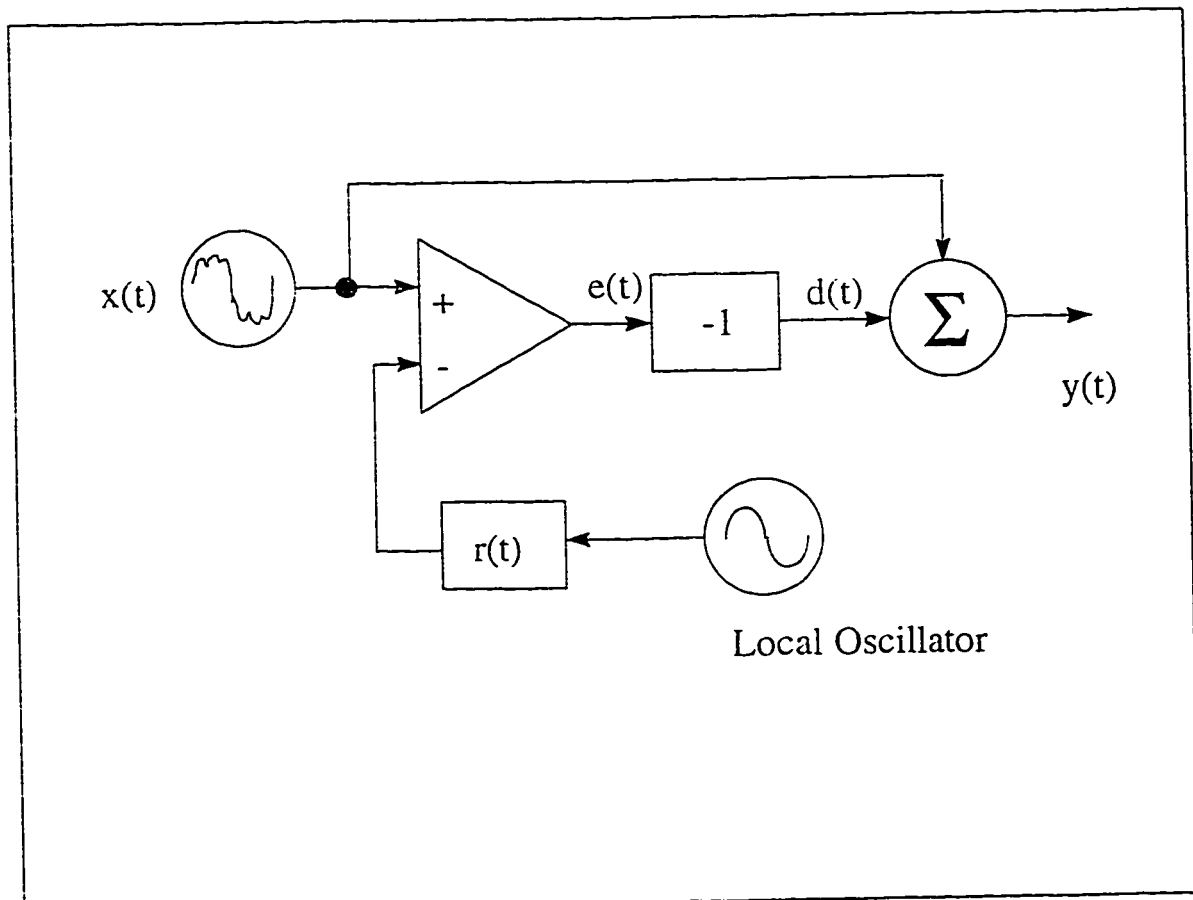 x(t)
+
-
e(t)
-1
d(t)
Σ
y(t)
r(t)
Local Oscillator